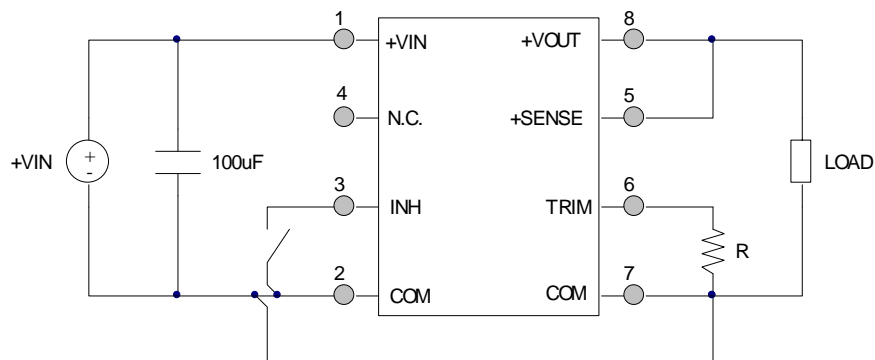 1
+VIN
8
+VOUT
4
N.C.
5
+SENSE
+VIN
+
-
100uF
LOAD
3
INH
6
TRIM
R
2
COM
7
COM